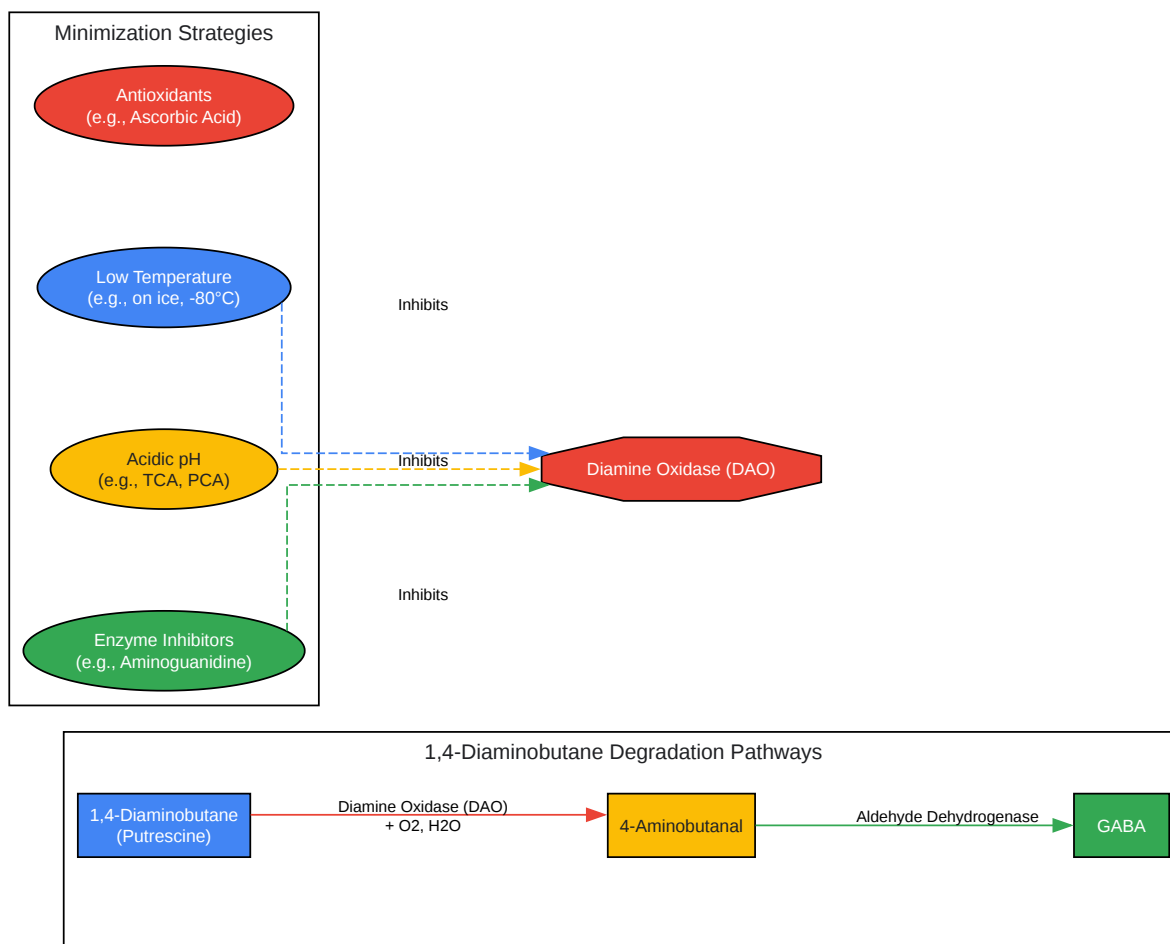 Minimization Strategies
Antioxidants
(e.g., Ascorbic Acid)
Low Temperature
(e.g., on ice, -80°C)
Inhibits
Acidic pH
(e.g., TCA, PCA)
Inhibits
Diamine Oxidase (DAO)
Inhibits
Enzyme Inhibitors
(e.g., Aminoguanidine)
1,4-Diaminobutane Degradation Pathways
1,4-Diaminobutane
(Putrescine)
Diamine Oxidase (DAO)
+ O2, H2O
4-Aminobutanal
Aldehyde Dehydrogenase
GABA